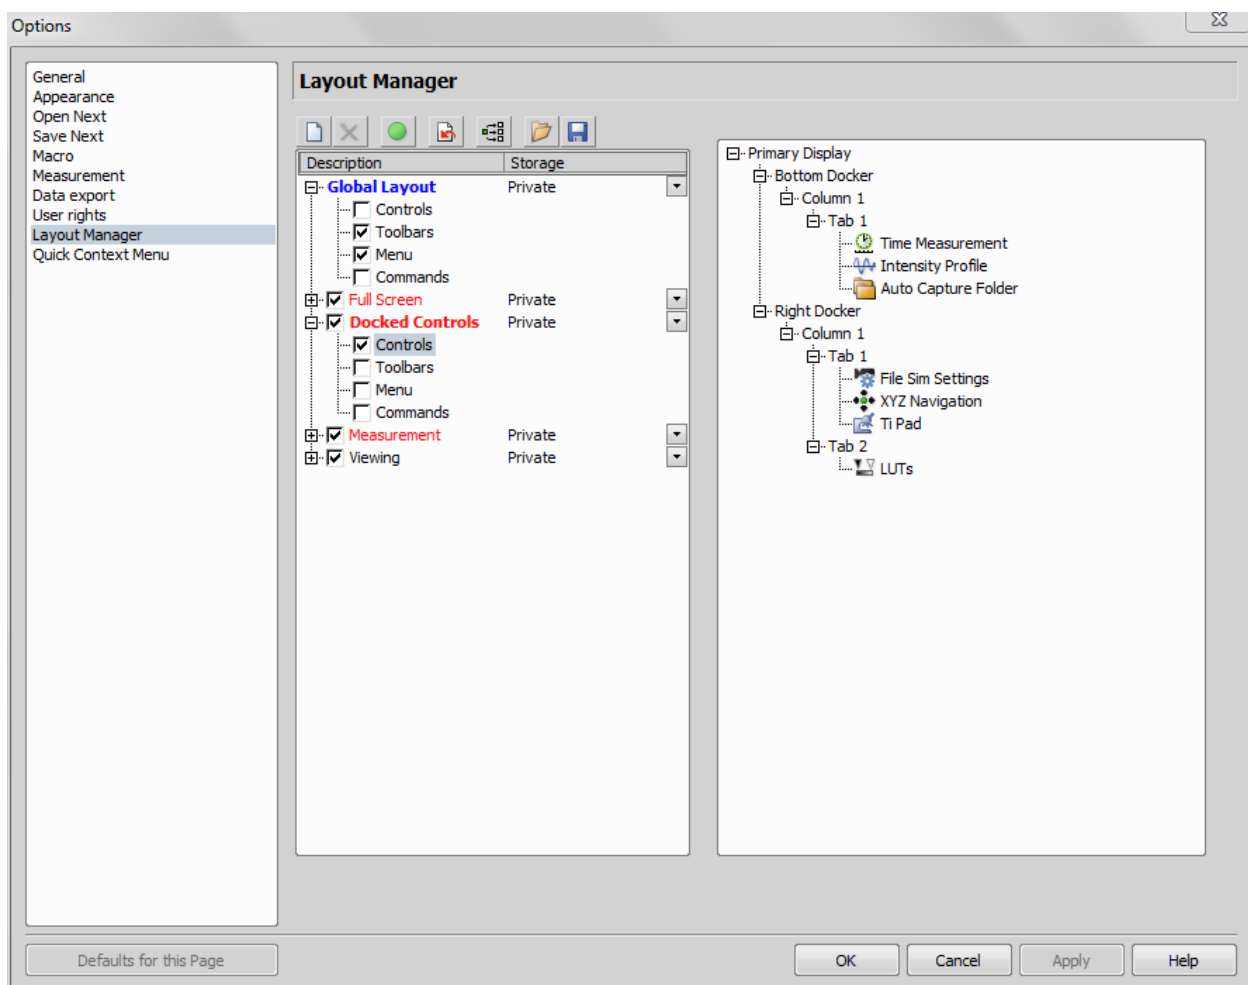 Options
General
Appearance
Open Next
Save Next
Macro
Measurement
Data export
User rights
Layout Manager
Quick Context Menu
Layout Manager
Description Storage
Global Layout Private
Controls
Toolbars
Menu
Commands
Full Screen Private
Docked Controls Private
Controls
Toolbars
Menu
Commands
Measurement Private
Viewing Private
Primary Display
Bottom Docker
Column 1
Tab 1
Time Measurement
Intensity Profile
Auto Capture Folder
Right Docker
Column 1
Tab 1
File Sim Settings
XYZ Navigation
Ti Pad
Tab 2
LUTs
Defaults for this Page
OK Cancel Apply Help